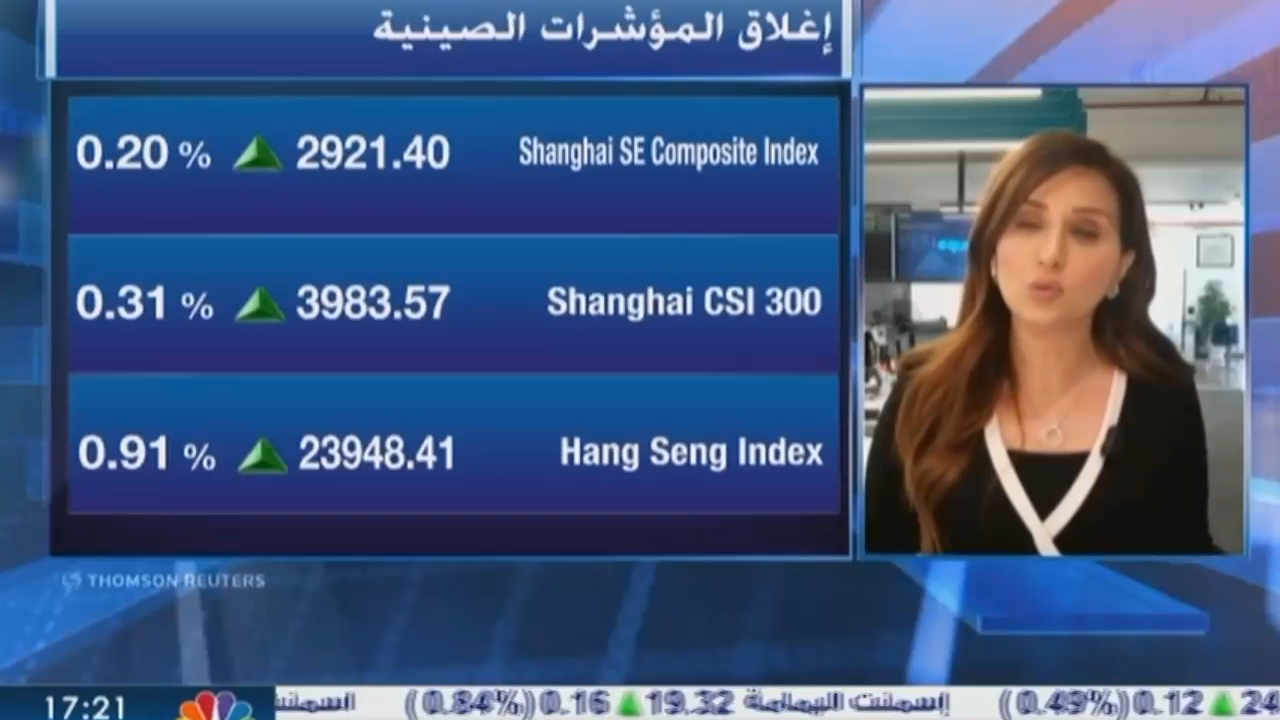 إغلاق المؤشرات الصينية
0.20 % ▲ 2921.40 Shanghai SE Composite Index
0.31 % ▲ 3983.57 Shanghai CSI 300
0.91 % ▲ 23948.41 Hang Seng Index
THOMSON REUTERS
17:21
اسمنت (0.84%) 0.16 ▲ 19.32 إسمنت اليمامة (0.49%) 0.12 ▲ 24